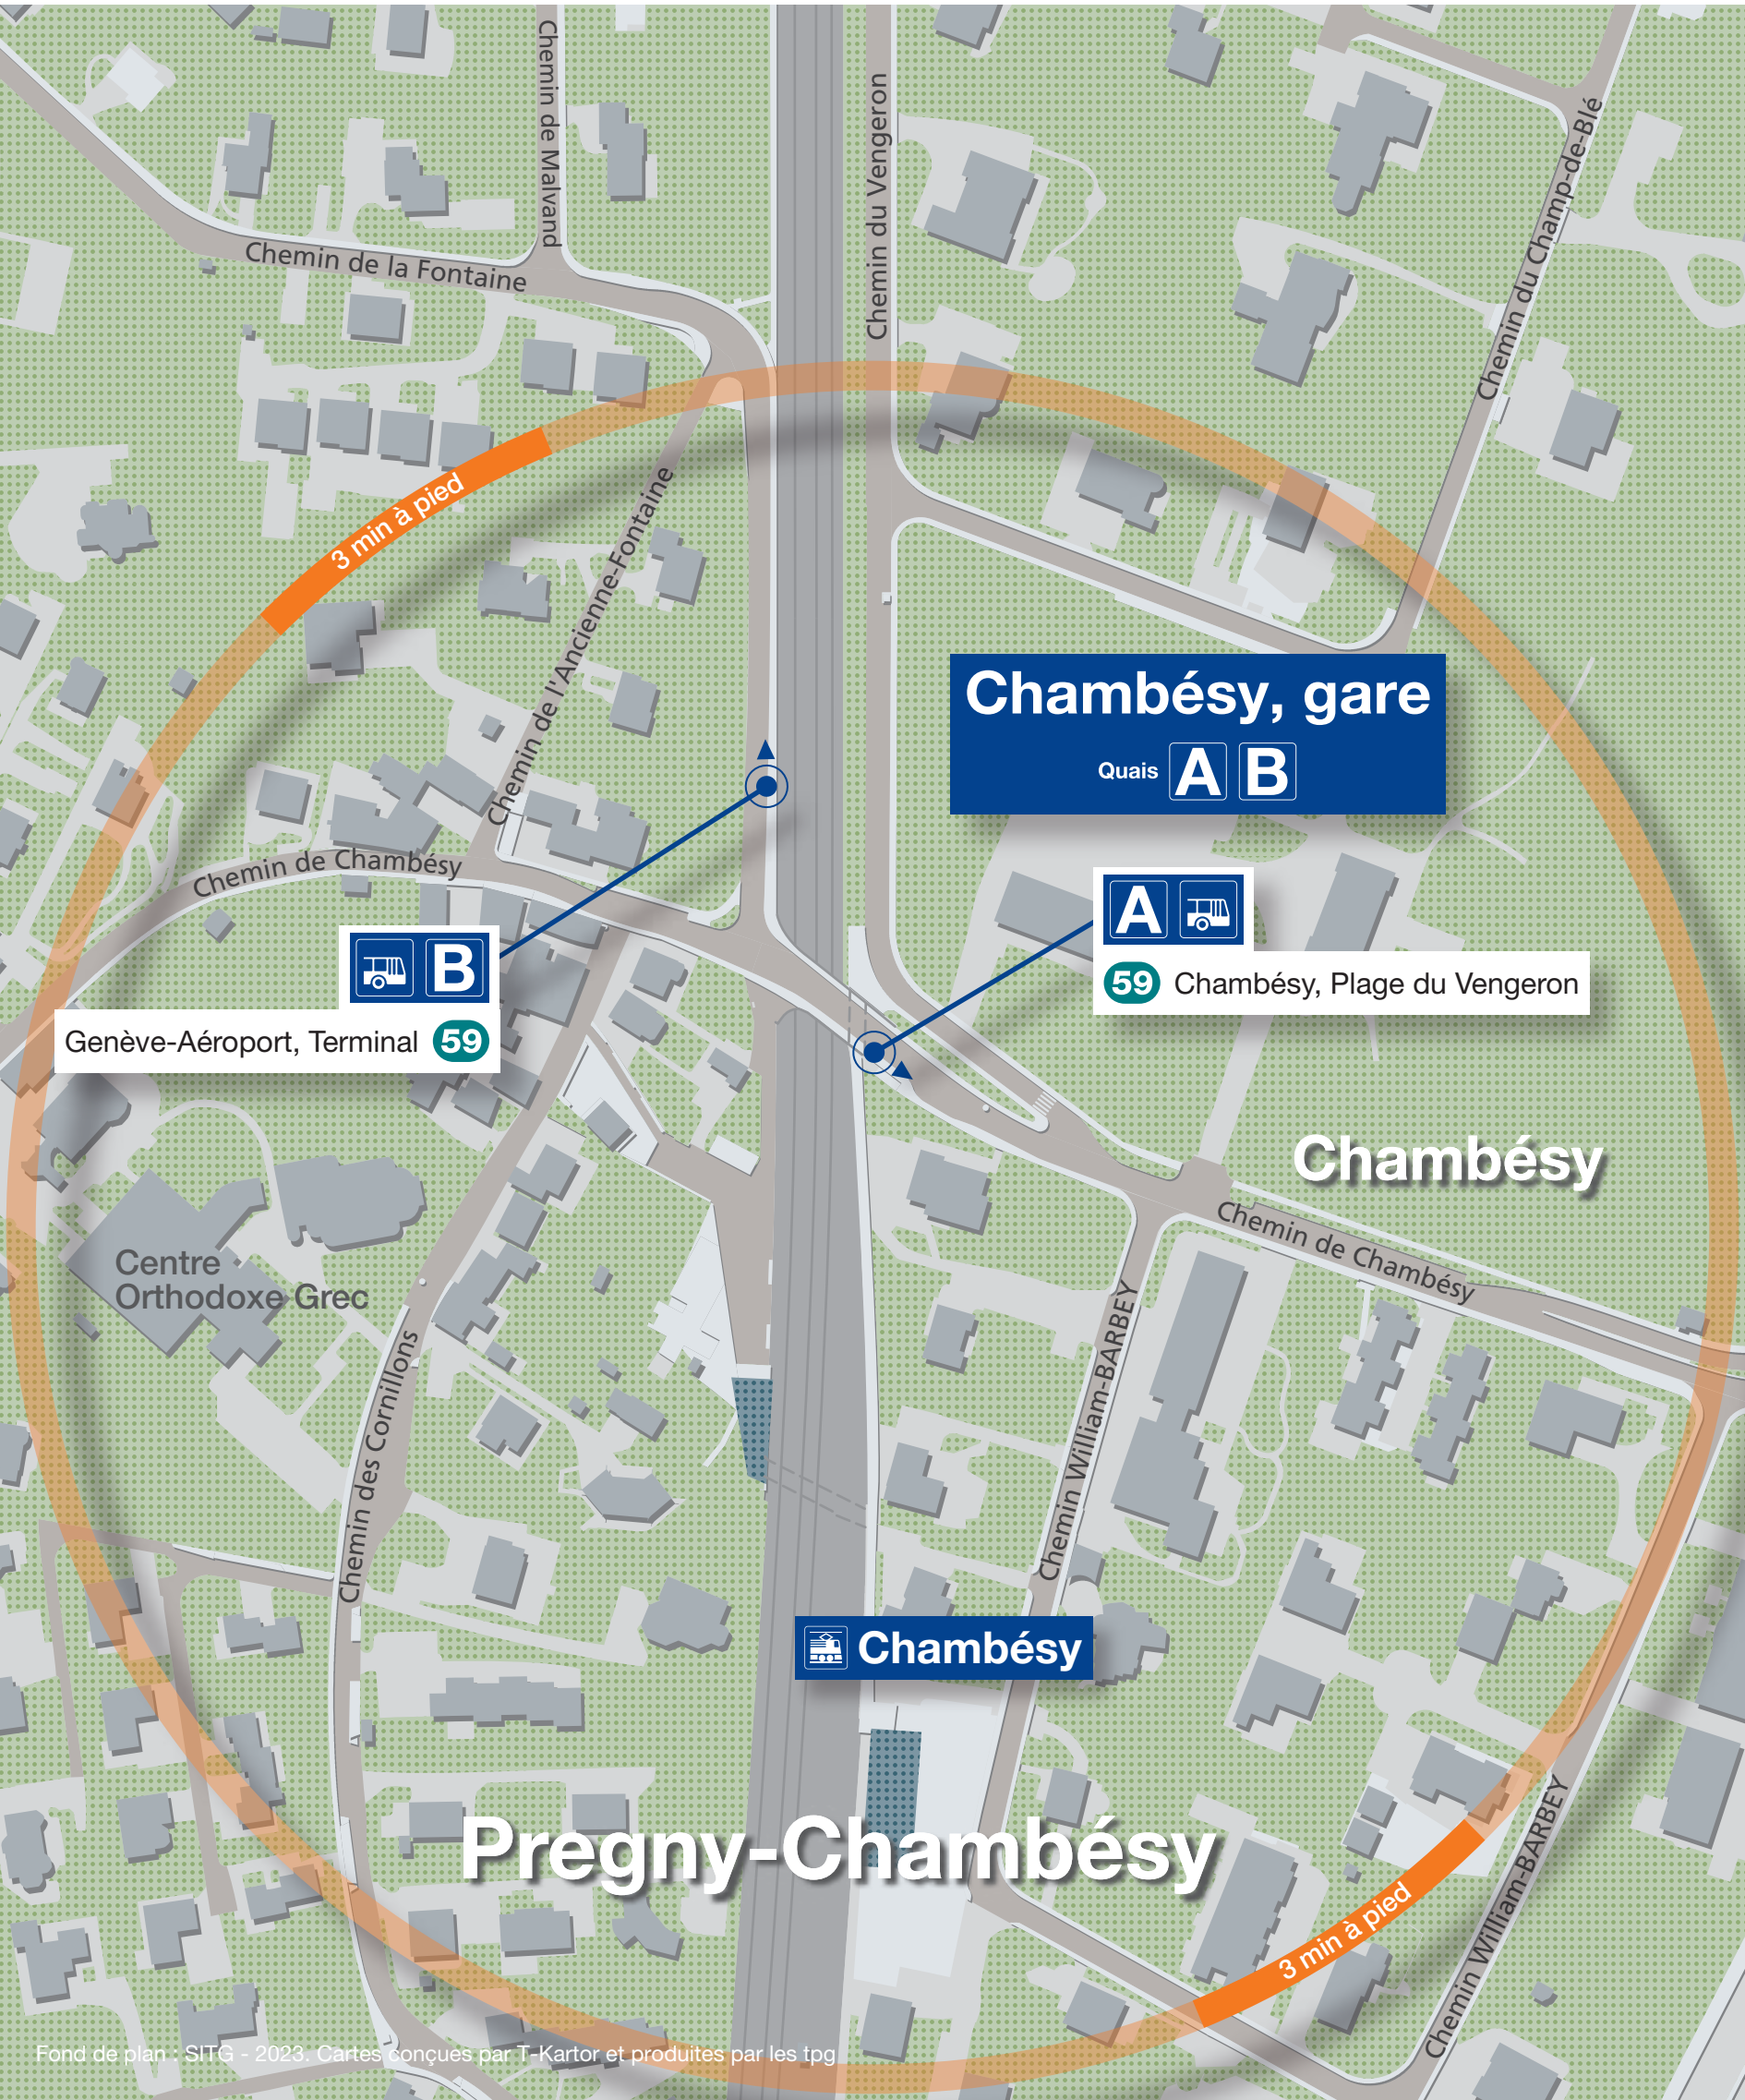 Chemin de Malvand
Chemin du Vengeron
Chemin du Champ-de-Blé
Chemin de la Fontaine
3 min à pied
Chemin de l'Ancienne-Fontaine
Chambésy, gare
Quais A B
Chemin de Chambésy
A
59 Chambésy, Plage du Vengeron
B
Genève-Aéroport, Terminal 59
Chambésy
Chemin de Chambésy
Centre
Orthodoxe Grec
Chemin William-BARBEY
Chemin des Cornillons
Chambésy
Pregny-Chambésy
Chemin William-BARBEY
3 min à pied
Fond de plan : SITG - 2023. Cartes conçues par T-Kartor et produites par les tpg